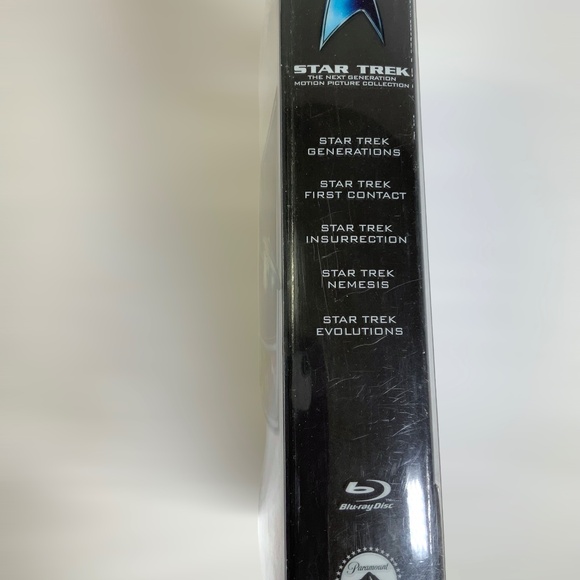 STAR TREK
THE NEXT GENERATION
MOTION PICTURE COLLECTION
STAR TREK
GENERATIONS
STAR TREK
FIRST CONTACT
STAR TREK
INSURRECTION
STAR TREK
NEMESIS
STAR TREK
EVOLUTIONS
Blu-ray Disc
Paramount